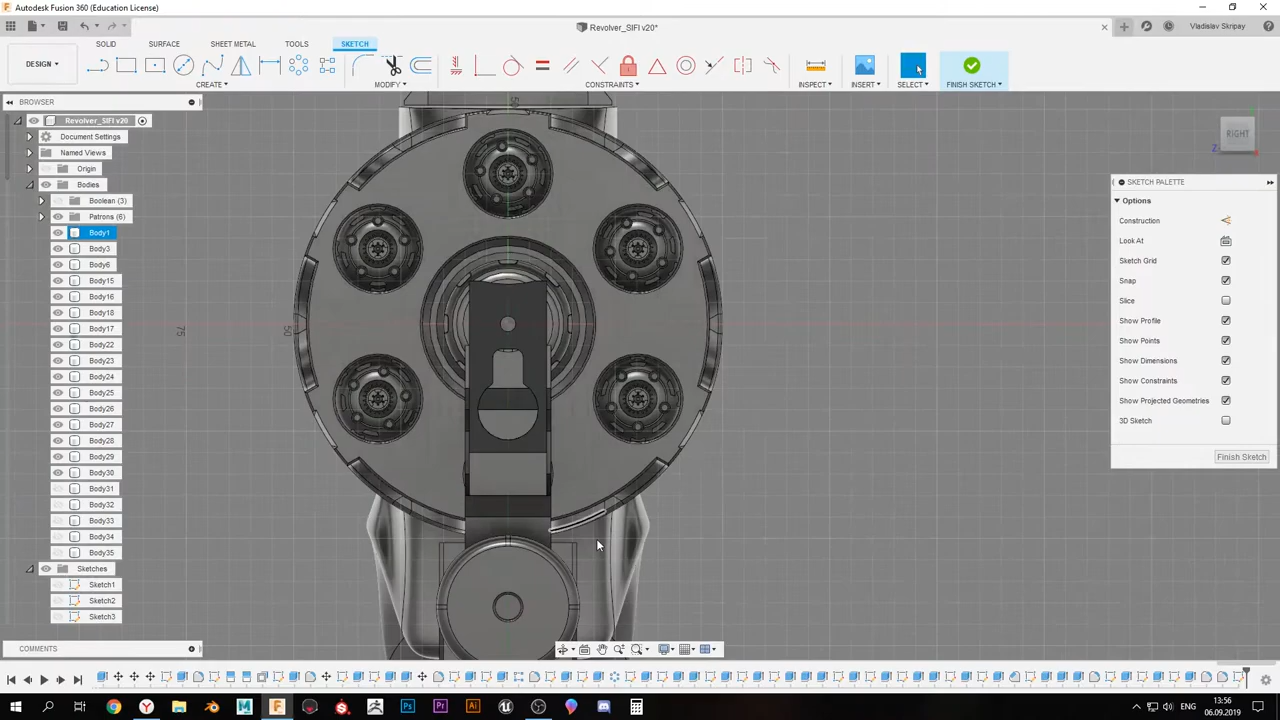 Autodesk Fusion 360 (Education License)
Revolver_SIFI v20*
Vladislav Skripay
SOLID
SURFACE
SHEET METAL
TOOLS
SKETCH
DESIGN
CREATE
MODIFY
CONSTRAINTS
INSPECT
INSERT
SELECT
FINISH SKETCH
BROWSER
Revolver_SIFI v20
Document Settings
Named Views
Origin
Bodies
Boolean (3)
Patrons (6)
Body1
Body3
Body6
Body15
Body16
Body18
Body17
Body22
Body23
Body24
Body25
Body26
Body27
Body28
Body29
Body30
Body31
Body32
Body33
Body34
Body35
Sketches
Sketch1
Sketch2
Sketch3
COMMENTS
50
75
50
RIGHT
Z
SKETCH PALETTE
Options
Construction
Look At
Sketch Grid
Snap
Slice
Show Profile
Show Points
Show Dimensions
Show Constraints
Show Projected Geometries
3D Sketch
Finish Sketch
13:56
06.09.2019